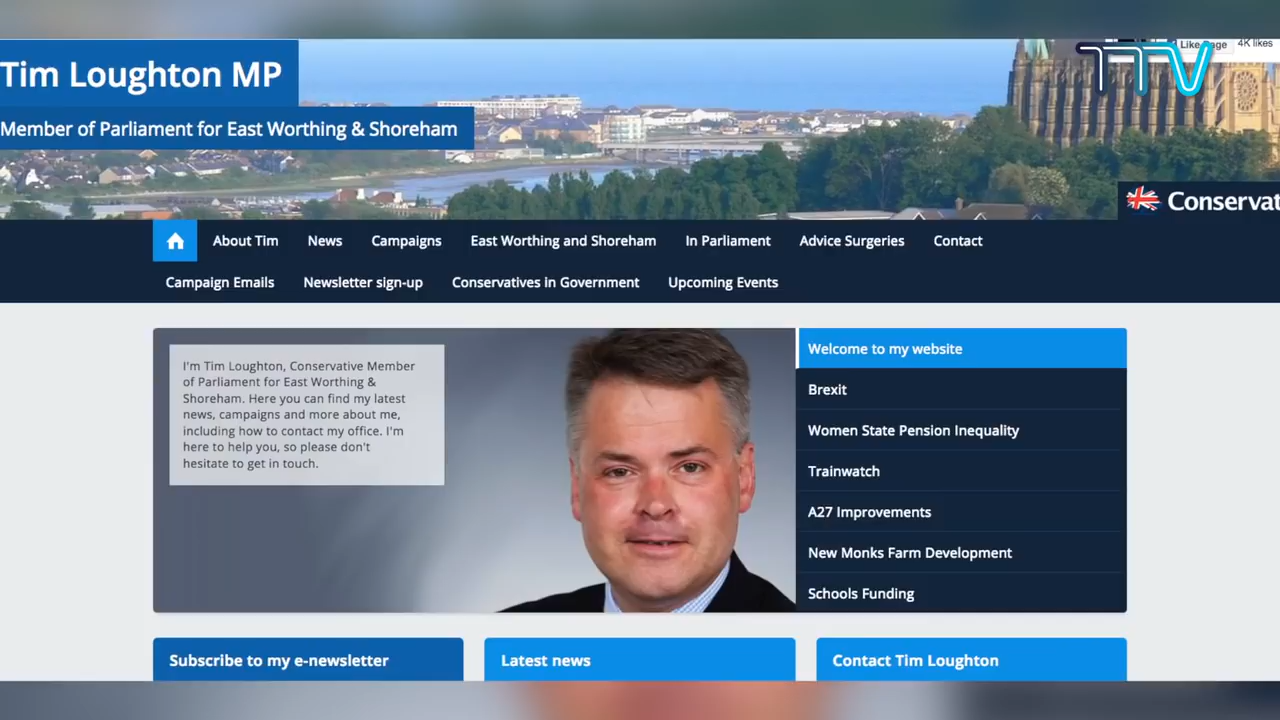 TTV
Like Page
4K likes
Tim Loughton MP
Member of Parliament for East Worthing & Shoreham
Conservat
About Tim
News
Campaigns
East Worthing and Shoreham
In Parliament
Advice Surgeries
Contact
Campaign Emails
Newsletter sign-up
Conservatives in Government
Upcoming Events
I'm Tim Loughton, Conservative Member
of Parliament for East Worthing &
Shoreham. Here you can find my latest
news, campaigns and more about me,
including how to contact my office. I'm
here to help you, so please don't
hesitate to get in touch.
Welcome to my website
Brexit
Women State Pension Inequality
Trainwatch
A27 Improvements
New Monks Farm Development
Schools Funding
Subscribe to my e-newsletter
Latest news
Contact Tim Loughton